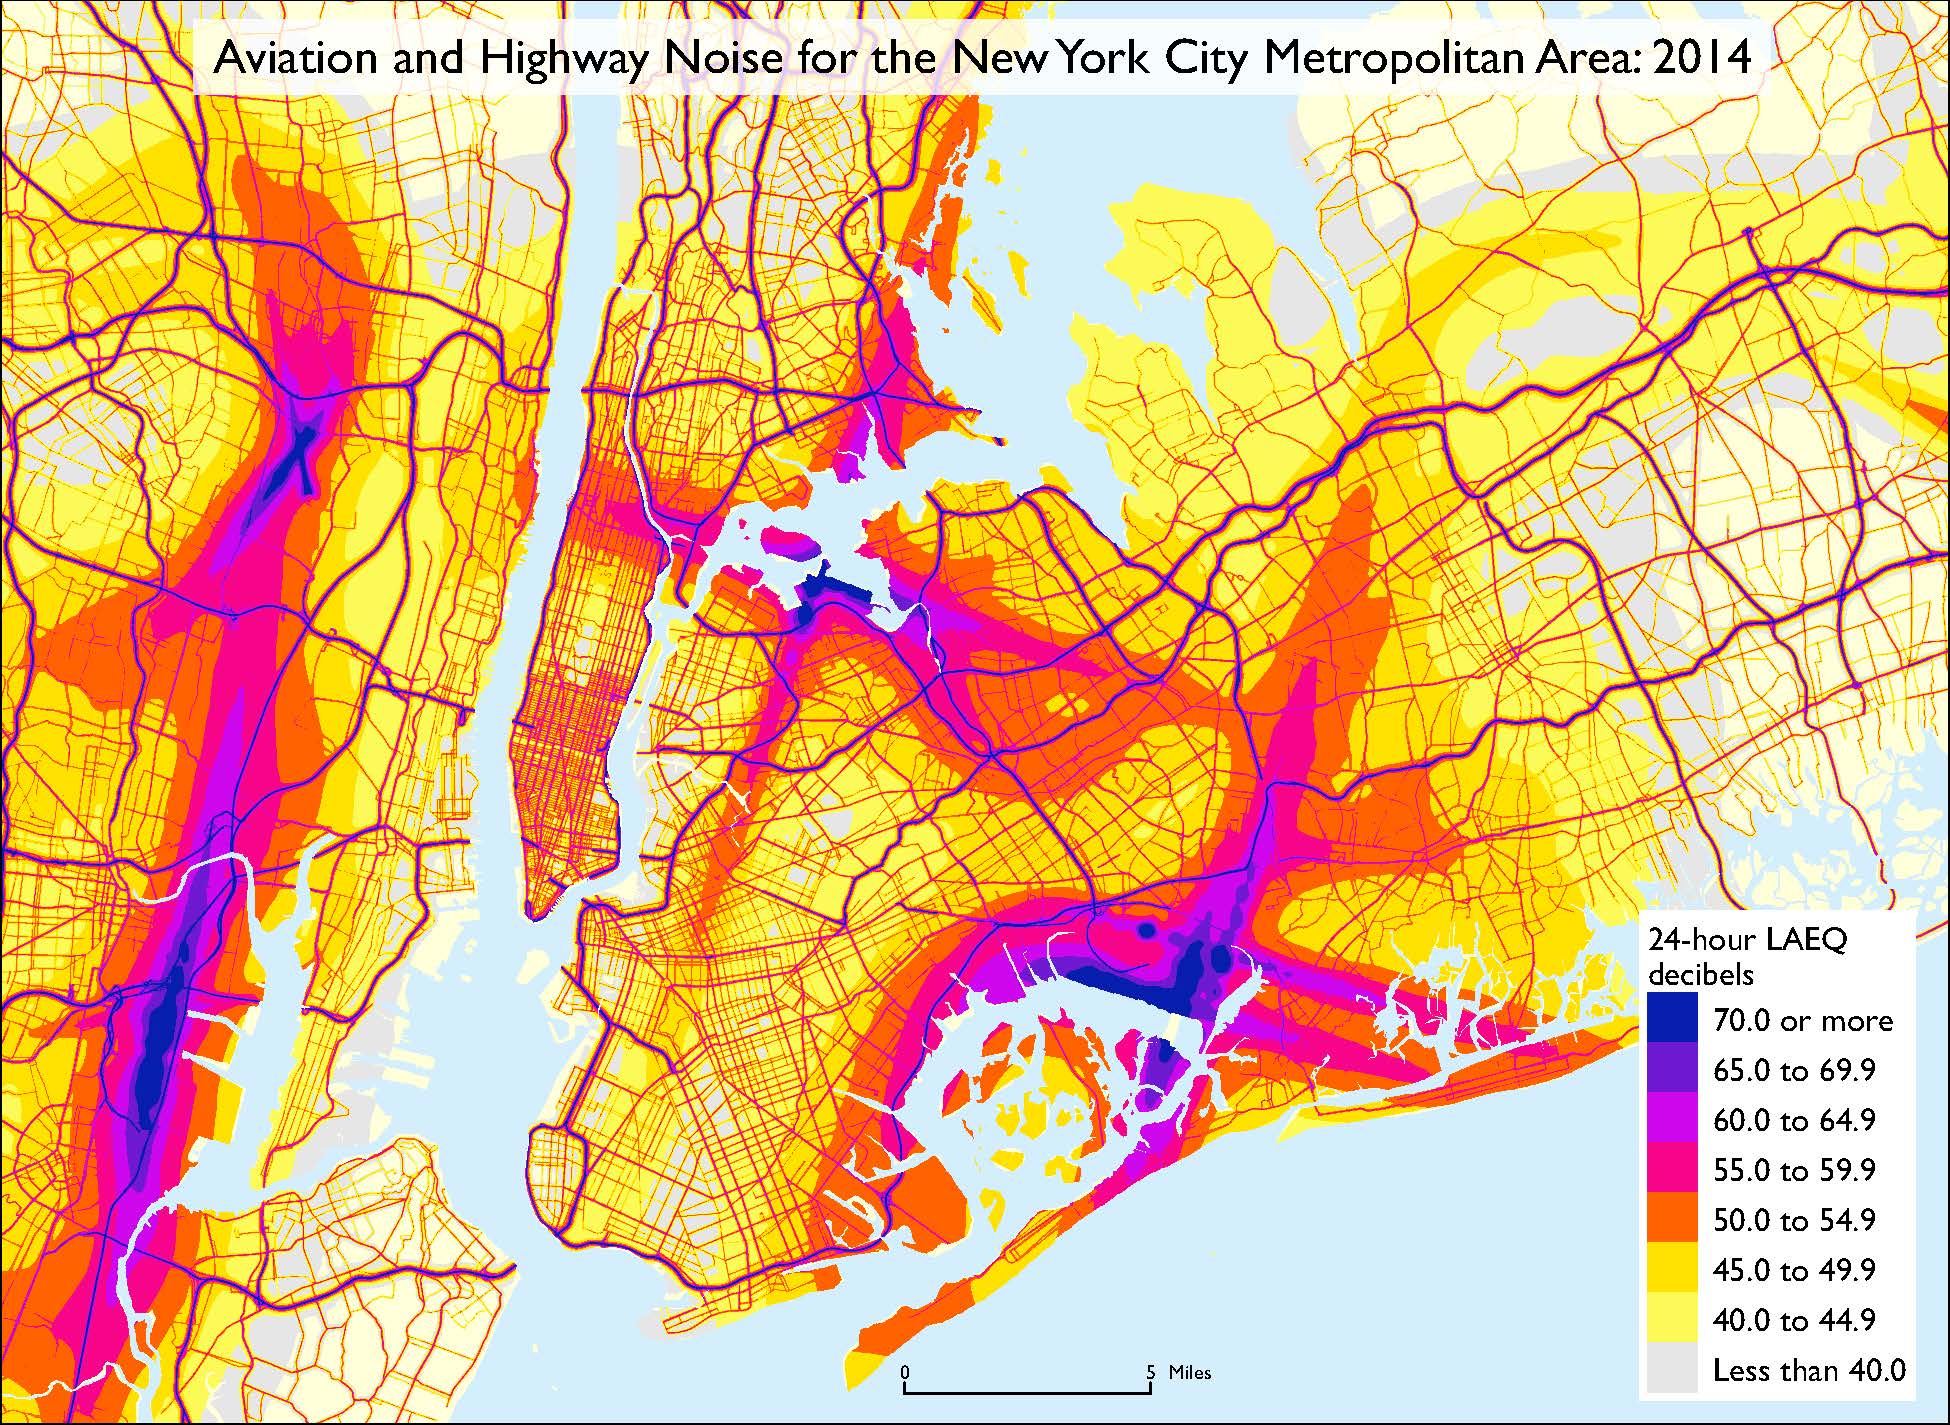 Aviation and Highway Noise for the New York City Metropolitan Area: 2014
24-hour LAEQ
decibels
70.0 or more
65.0 to 69.9
60.0 to 64.9
55.0 to 59.9
50.0 to 54.9
45.0 to 49.9
40.0 to 44.9
Less than 40.0
0 5 Miles